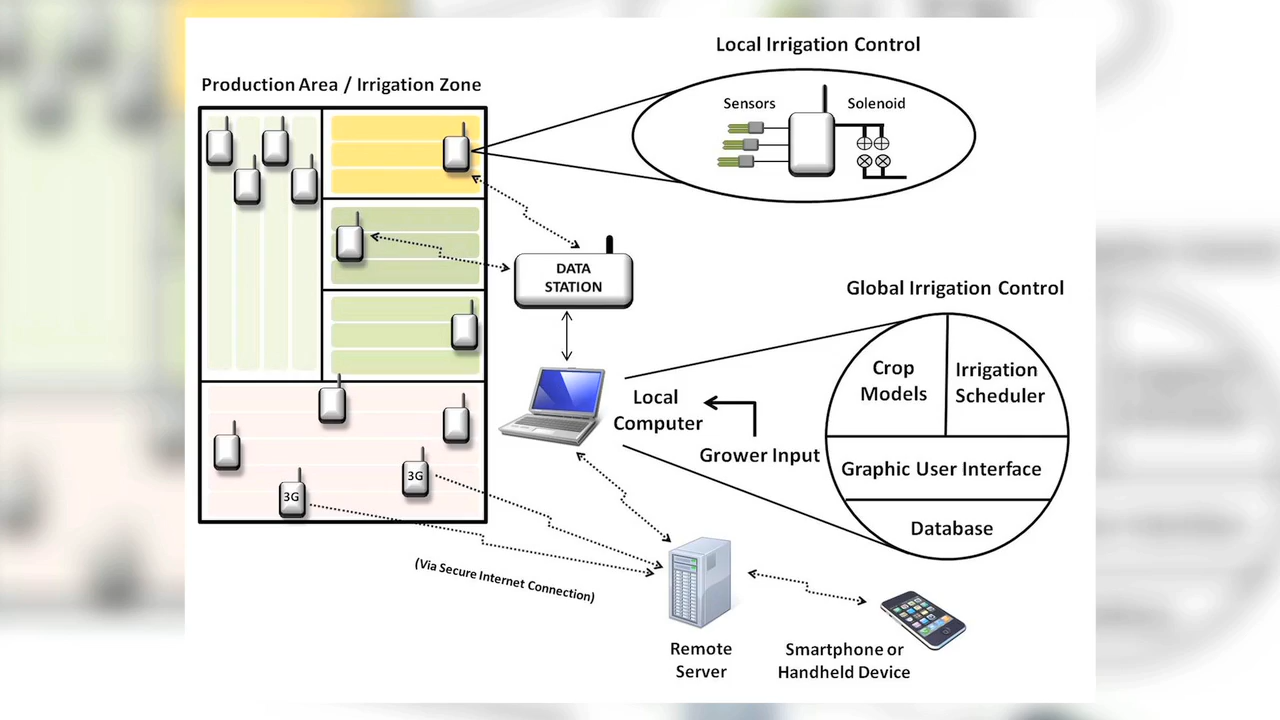 Local Irrigation Control
Production Area / Irrigation Zone
Sensors
Solenoid
DATA
STATION
Global Irrigation Control
Crop
Models
Irrigation
Scheduler
Local
Computer
Grower Input
Graphic User Interface
Database
3G
3G
(Via Secure Internet Connection)
Remote
Server
Smartphone or
Handheld Device